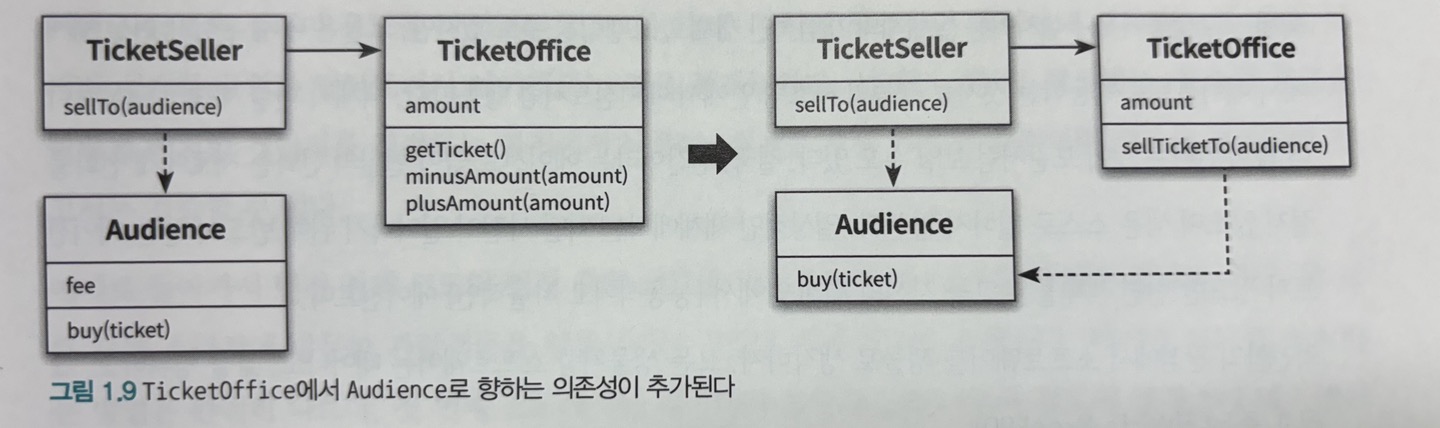 TicketSeller
sellTo(audience)
TicketOffice
amount
getTicket()
minusAmount(amount)
plusAmount(amount)
Audience
fee
buy(ticket)
TicketSeller
sellTo(audience)
TicketOffice
amount
sellTicketTo(audience)
Audience
buy(ticket)
그림 1.9 TicketOffice에서 Audience로 향하는 의존성이 추가된다